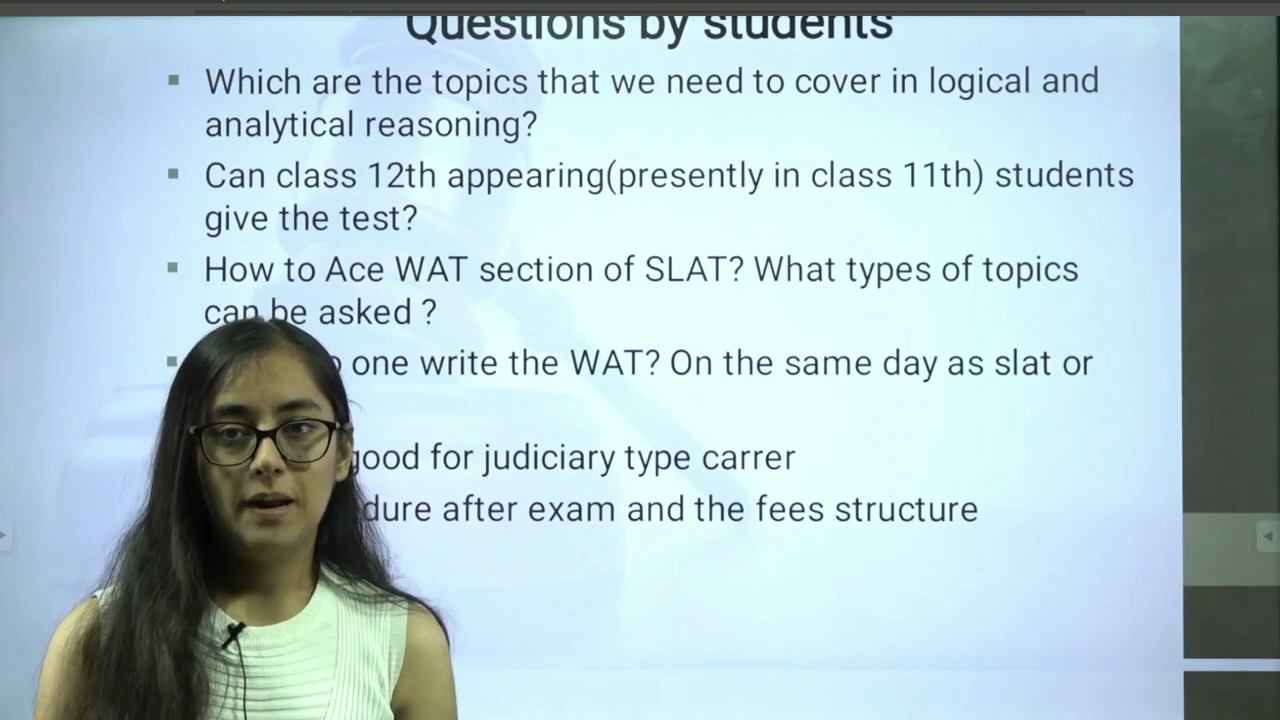 Questions by students
Which are the topics that we need to cover in logical and
analytical reasoning?
Can class 12th appearing(presently in class 11th) students
give the test?
How to Ace WAT section of SLAT? What types of topics
can be asked ?
one write the WAT? On the same day as slat or
good for judiciary type carrer
after exam and the fees structure